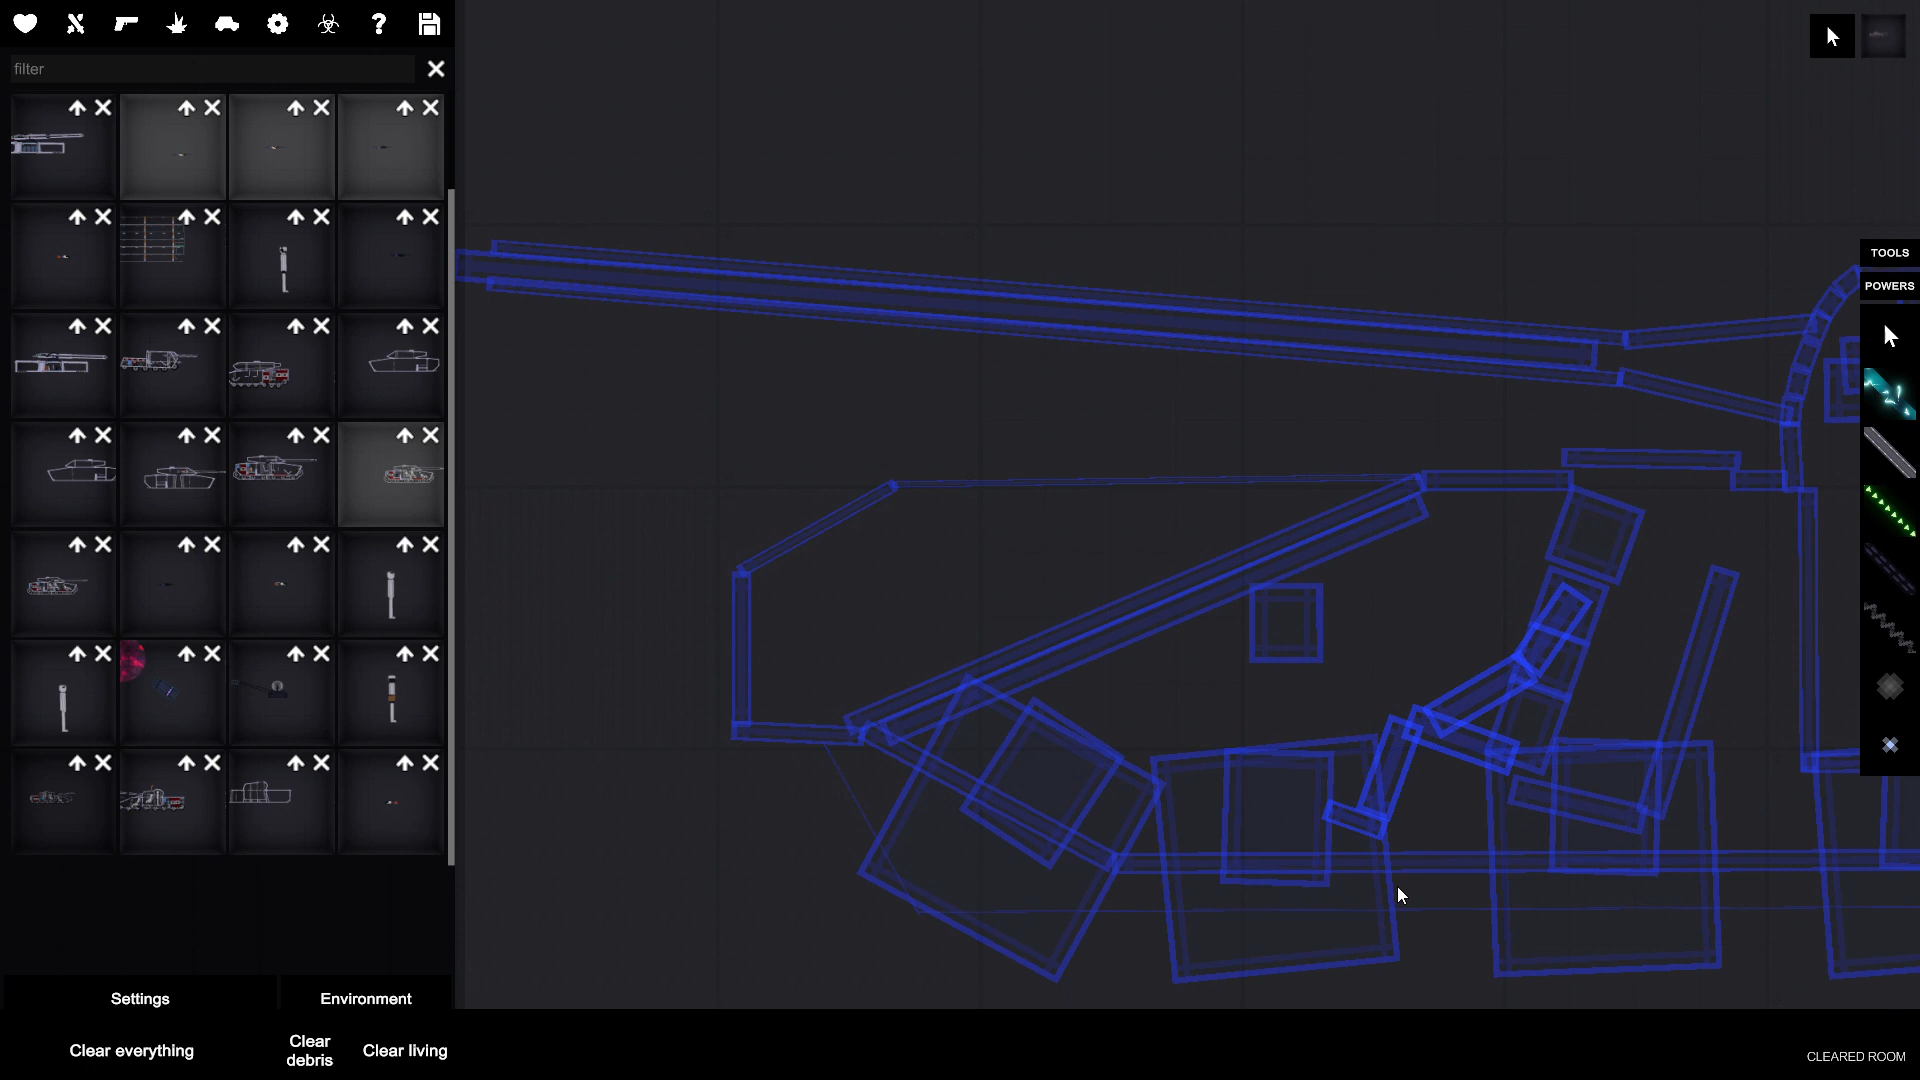 filter
TOOLS
POWERS
Settings
Environment
Clear everything
Clear
debris
Clear living
CLEARED ROOM